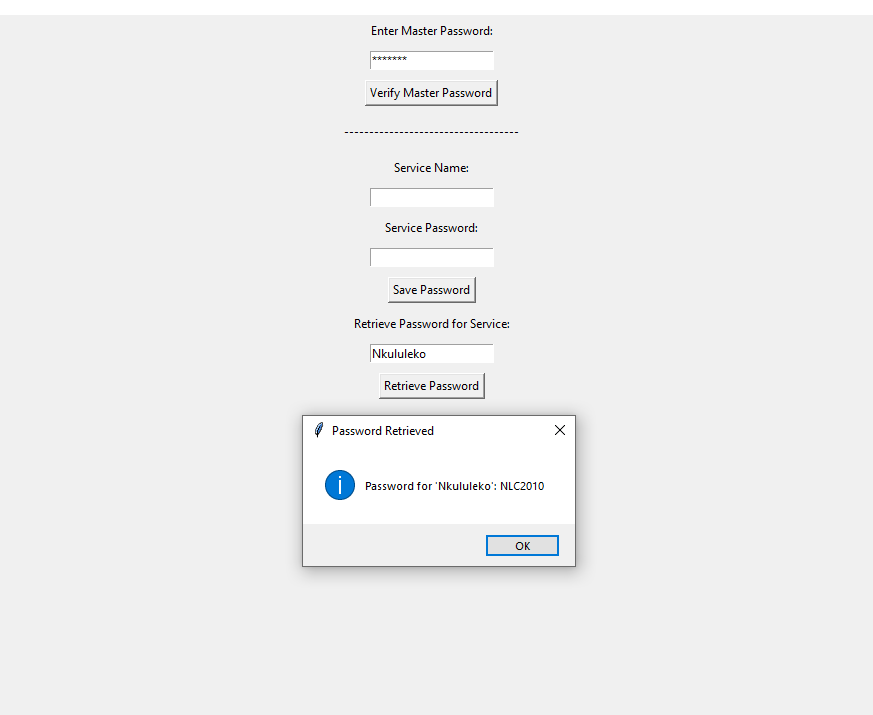 Enter Master Password:
*******
Verify Master Password
-----------------------------------
Service Name:
Service Password:
Save Password
Retrieve Password for Service:
Nkululeko
Retrieve Password
Password Retrieved
Password for 'Nkululeko': NLC2010
OK